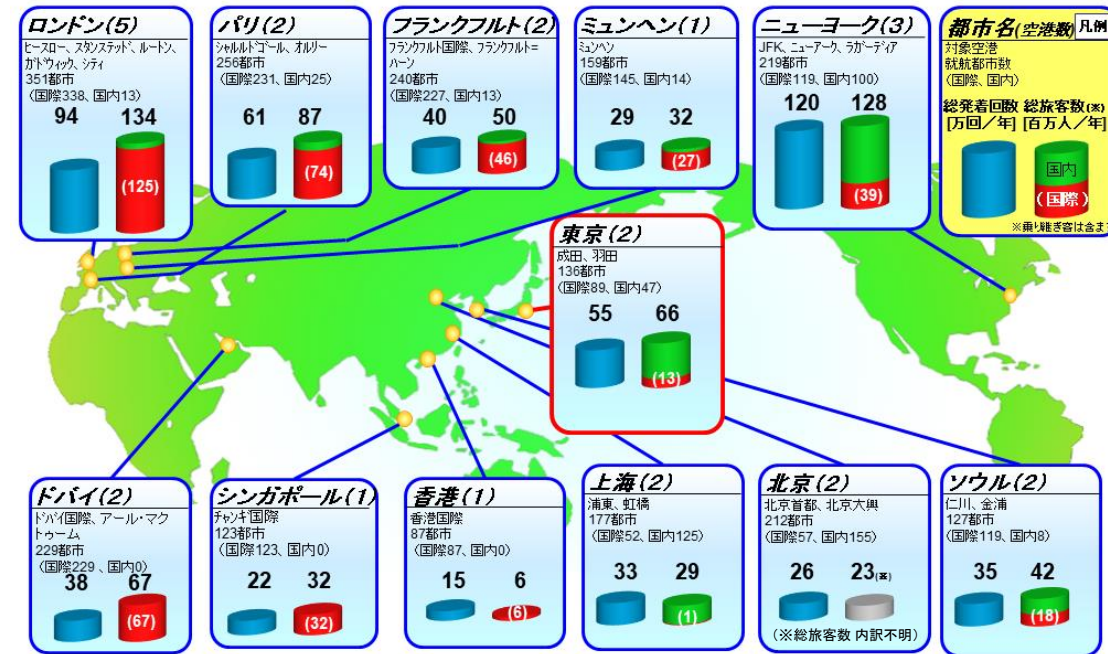 ロンドン(5)
ヒースロー、スタンステッド、ルートン、
ガトウィック、シティ
351都市
(国際338、国内13)
94 134
(125)
パリ(2)
シャルルドゴール、オルリー
256都市
(国際231、国内25)
61 87
(74)
フランクフルト(2)
フランクフルト国際、フランクフルト=
ハーン
240都市
(国際227、国内13)
40 50
(46)
ミュンヘン(1)
ミュンヘン
159都市
(国際145、国内14)
29 32
(27)
ニューヨーク(3)
JFK、ニューアーク、ラガーディア
219都市
(国際119、国内100)
120 128
(39)
都市名(空港数) 凡例
対象空港
就航都市数
(国際、国内)
総発着回数 総旅客数(※)
[万回/年] [百万人/年]
国内
(国際)
※乗り継ぎ客は含ま
東京(2)
成田、羽田
136都市
(国際89、国内47)
55 66
(13)
ドバイ(2)
ドバイ国際、アール・マク
トゥーム
229都市
(国際229 、国内0)
38 67
(67)
シンガポール(1)
チャンギ国際
123都市
(国際123、国内0)
22 32
(32)
香港(1)
香港国際
87都市
(国際87、国内0)
15 6
(6)
上海(2)
浦東、虹橋
177都市
(国際52、国内125)
33 29
(1)
北京(2)
北京首都、北京大興
212都市
(国際57、国内155)
26 23(※)
(※総旅客数 内訳不明)
ソウル(2)
仁川、金浦
127都市
(国際119、国内8)
35 42
(18)